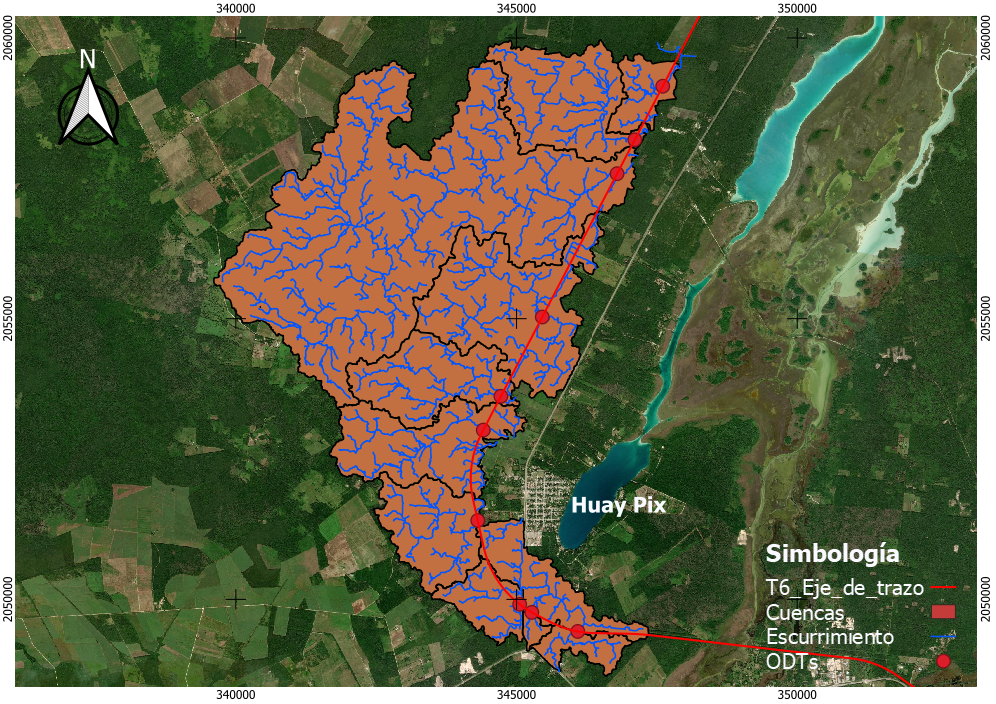 340000 345000 350000
2060000 2060000
N
2055000 2055000
Huay Pix
Simbología
T6_Eje_de_trazo
Cuencas
Escurrimiento
ODTs
2050000 2050000
340000 345000 350000